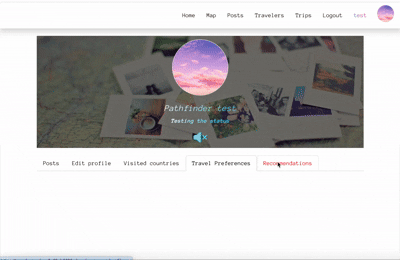 Home Map Posts Travelers Trips Logout test
Pathfinder test
Testing the status
Posts Edit profile Visited countries Travel Preferences Recomendations